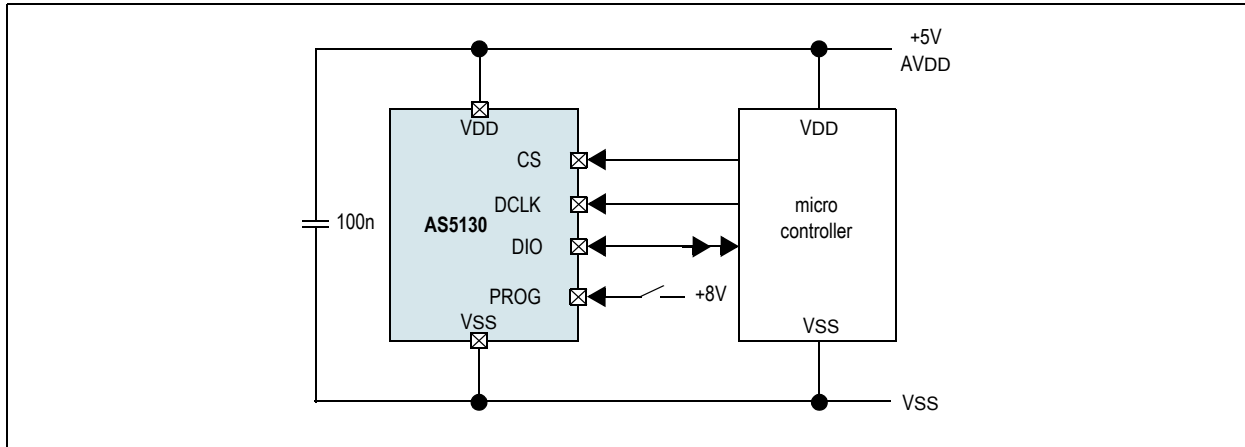 +5V
AVDD
VDD
VDD
CS
DCLK
100n
AS5130
micro
controller
DIO
PROG
+8V
VSS
VSS
VSS